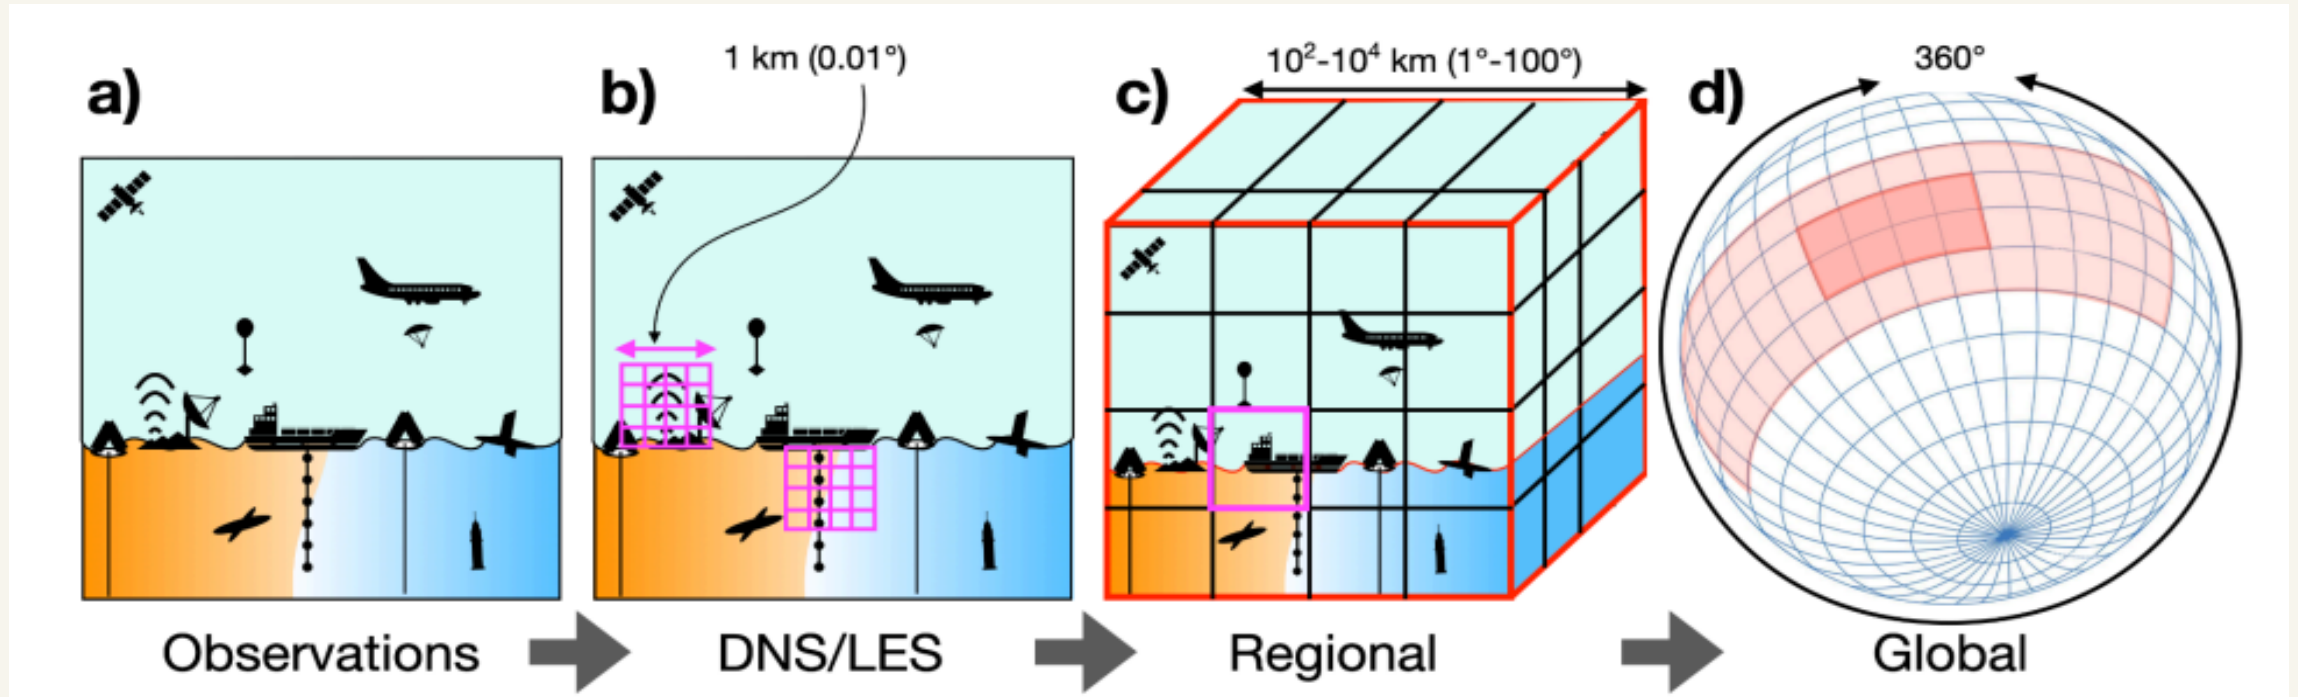 a)
b)
c)
d)
1 km (0.01°)
10²-10⁴ km (1°-100°)
360°
Observations
DNS/LES
Regional
Global